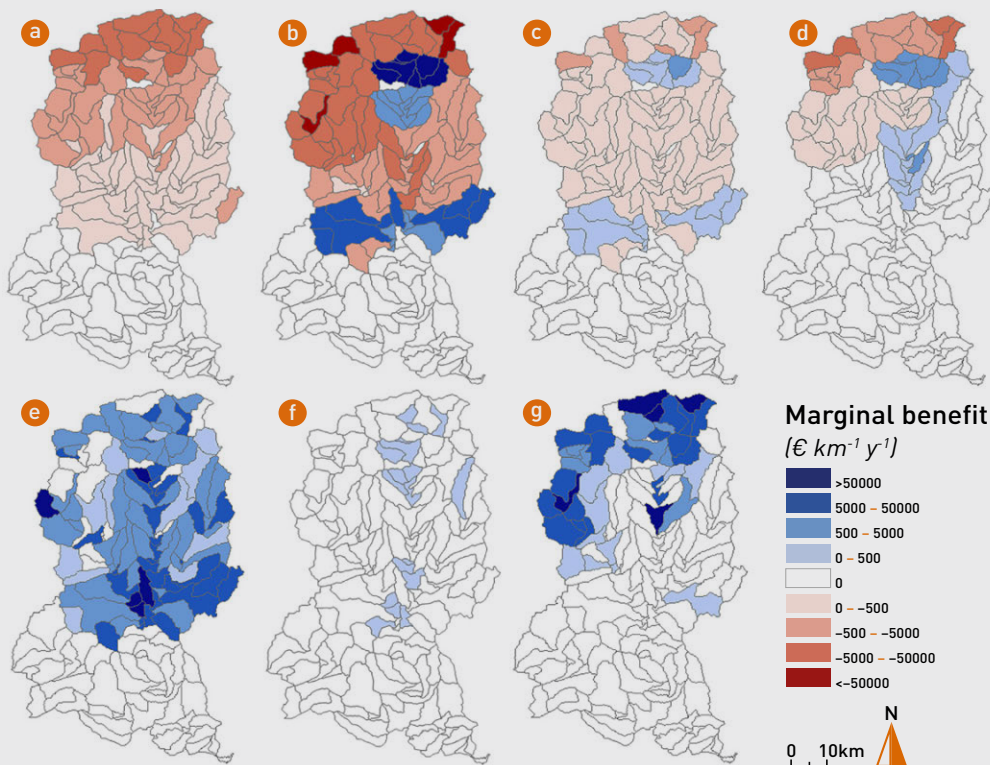 a
b
c
d
e
f
g
Marginal benefit
(€ km⁻¹ y⁻¹)
>50000
5000 – 50000
500 – 5000
0 – 500
0
0 – –500
–500 – –5000
–5000 – –50000
<–50000
N
0 10km